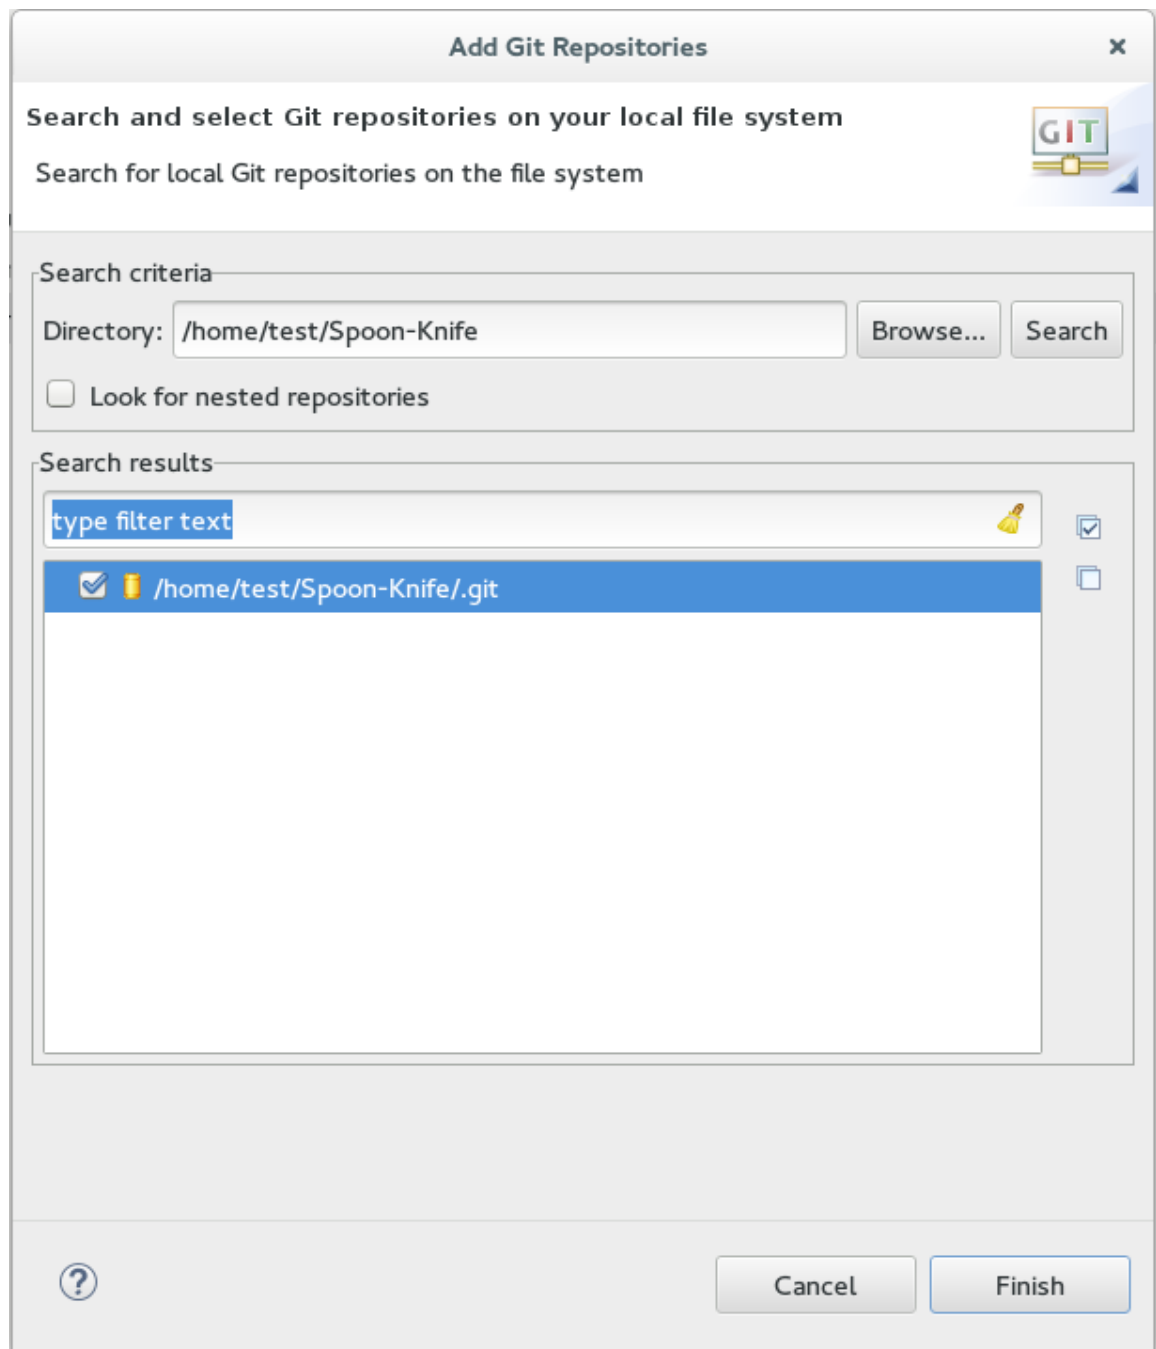 Add Git Repositories
Search and select Git repositories on your local file system
GIT
Search for local Git repositories on the file system
Search criteria
Directory: /home/test/Spoon-Knife Browse... Search
Look for nested repositories
Search results
type filter text
/home/test/Spoon-Knife/.git
? Cancel Finish